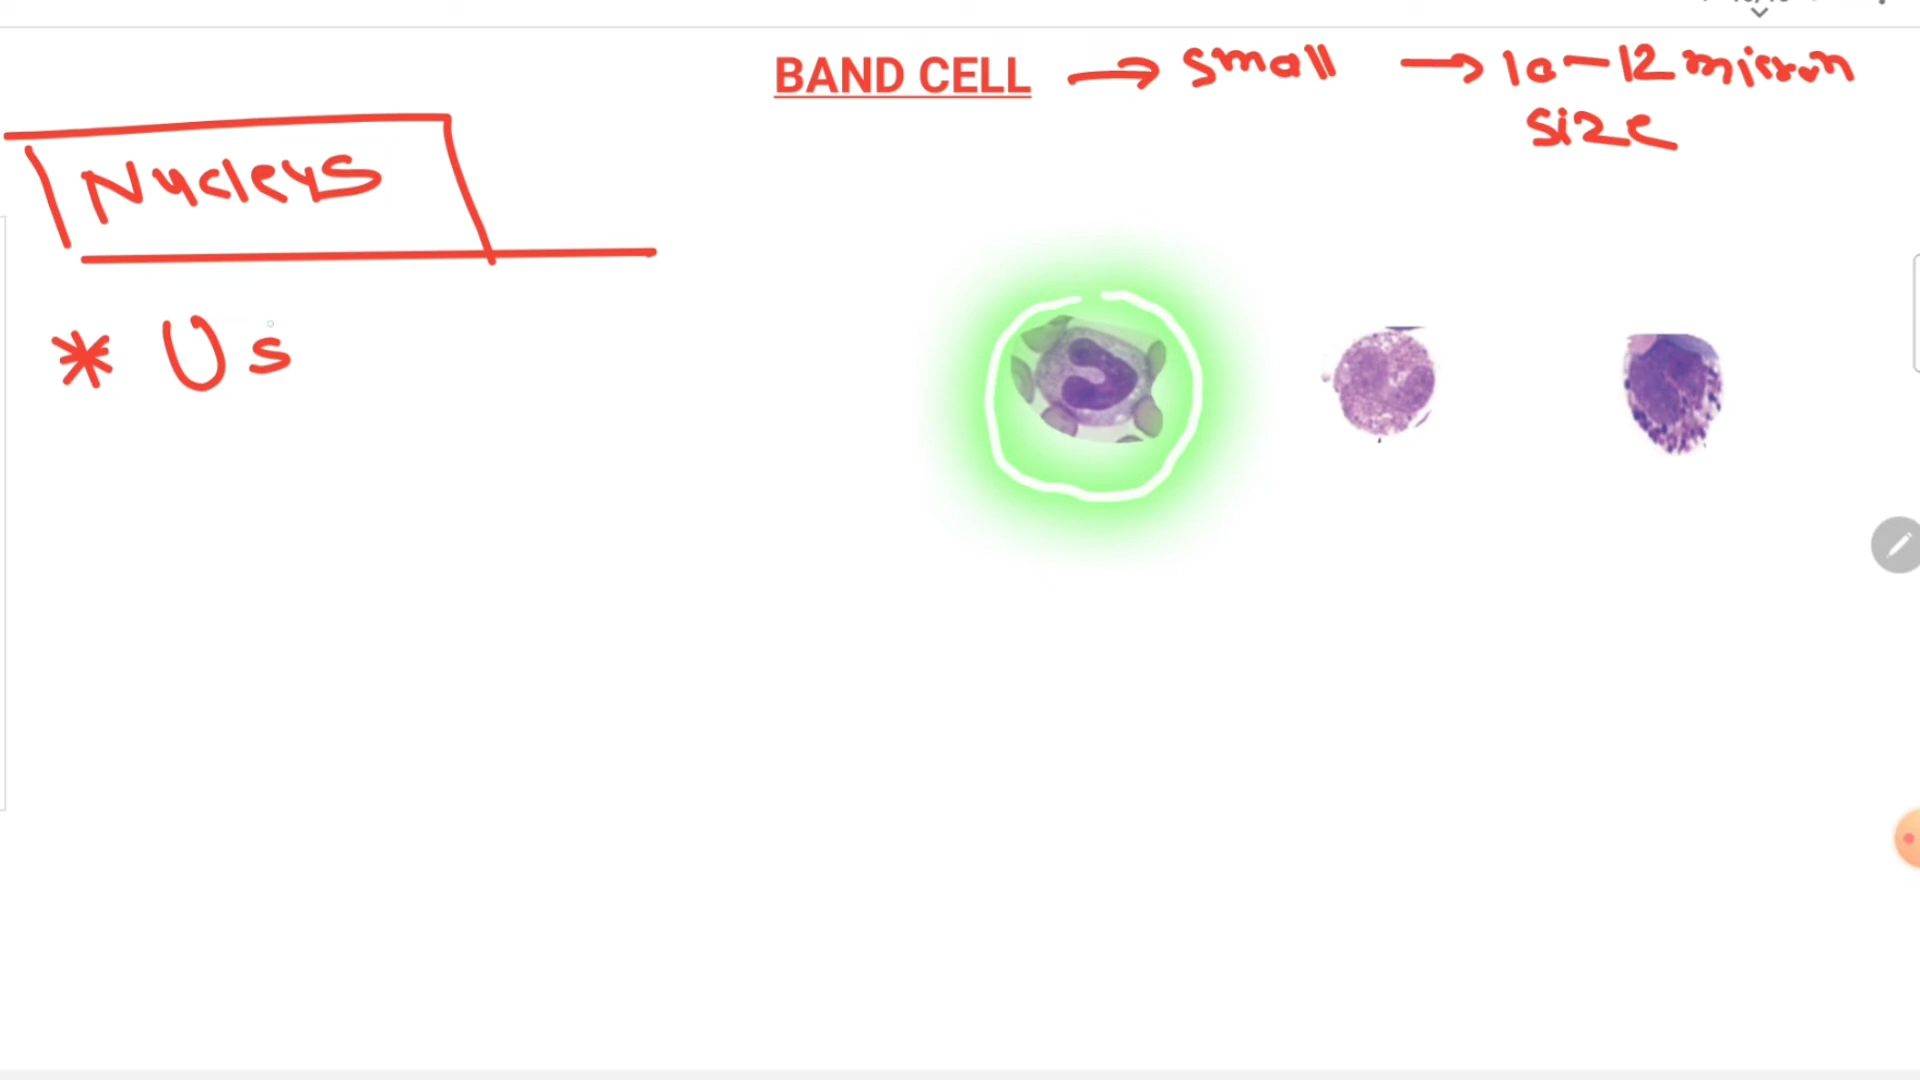 BAND CELL → small → 10-12 micron
size
Nucleus
* U s